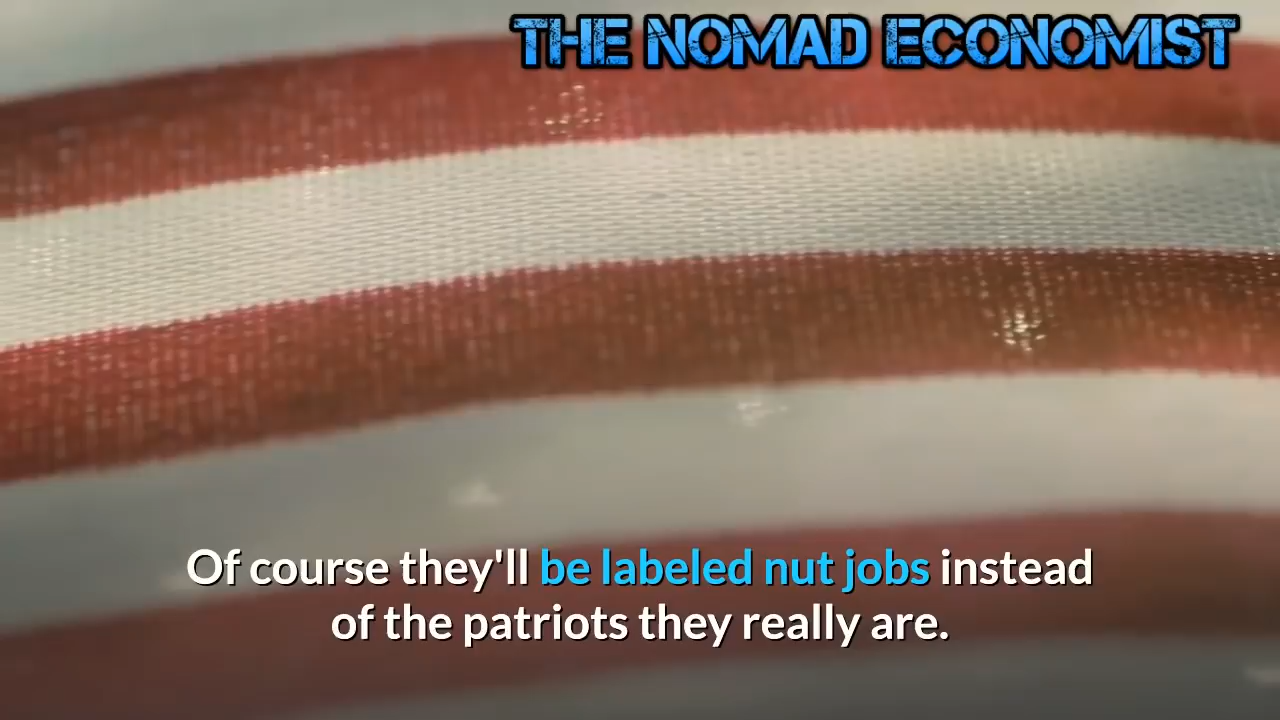 THE NOMAD ECONOMIST
Of course they'll be labeled nut jobs instead
of the patriots they really are.